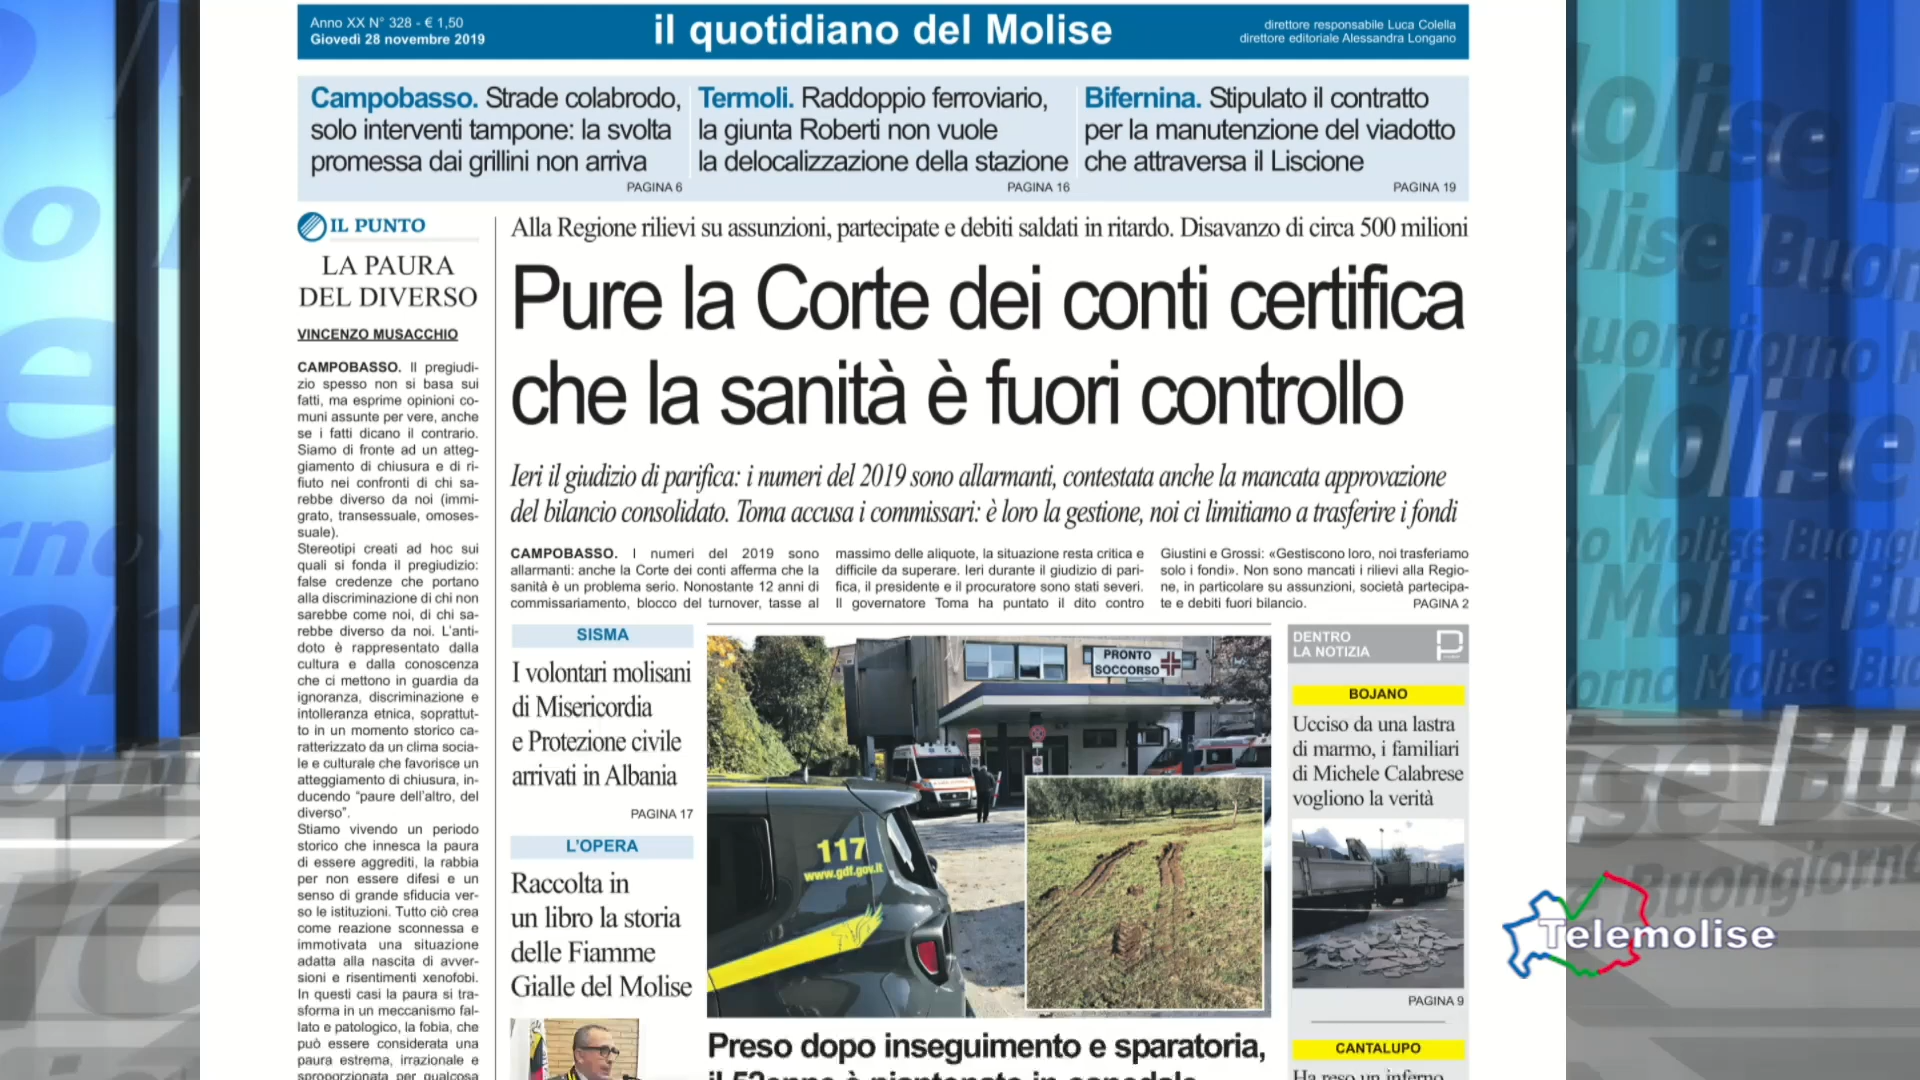 Anno XX N° 328 - € 1,50
Giovedì 28 novembre 2019
il quotidiano del Molise
direttore responsabile Luca Colella
direttore editoriale Alessandra Longano
Campobasso. Strade colabrodo,
solo interventi tampone: la svolta
promessa dai grillini non arriva
PAGINA 6
Termoli. Raddoppio ferroviario,
la giunta Roberti non vuole
la delocalizzazione della stazione
PAGINA 16
Bifernina. Stipulato il contratto
per la manutenzione del viadotto
che attraversa il Liscione
PAGINA 19
IL PUNTO
LA PAURA
DEL DIVERSO
VINCENZO MUSACCHIO
CAMPOBASSO. Il pregiudi-
zio spesso non si basa sui
fatti, ma esprime opinioni co-
muni assunte per vere, anche
se i fatti dicano il contrario.
Siamo di fronte ad un atteg-
giamento di chiusura e di ri-
fiuto nei confronti di chi sa-
rebbe diverso da noi (immi-
grato, transessuale, omoses-
suale).
Stereotipi creati ad hoc sui
quali si fonda il pregiudizio:
false credenze che portano
alla discriminazione di chi non
sarebbe come noi, di chi sa-
rebbe diverso da noi. L'anti-
doto è rappresentato dalla
cultura e dalla conoscenza
che ci mettono in guardia da
ignoranza, discriminazione e
intolleranza etnica, soprattut-
to in un momento storico ca-
ratterizzato da un clima socia-
le e culturale che favorisce un
atteggiamento di chiusura, in-
ducendo "paure dell'altro, del
diverso".
Stiamo vivendo un periodo
storico che innesca la paura
di essere aggrediti, la rabbia
per non essere difesi e un
senso di grande sfiducia ver-
so le istituzioni. Tutto ciò crea
come reazione sconnessa e
immotivata una situazione
adatta alla nascita di avver-
sioni e risentimenti xenofobi.
In questi casi la paura si tra-
sforma in un meccanismo fal-
lato e patologico, la fobia, che
può essere considerata una
paura estrema, irrazionale e
sproporzionata per qualcosa
Alla Regione rilievi su assunzioni, partecipate e debiti saldati in ritardo. Disavanzo di circa 500 milioni
Pure la Corte dei conti certifica
che la sanità è fuori controllo
Ieri il giudizio di parifica: i numeri del 2019 sono allarmanti, contestata anche la mancata approvazione
del bilancio consolidato. Toma accusa i commissari: è loro la gestione, noi ci limitiamo a trasferire i fondi
CAMPOBASSO. I numeri del 2019 sono
allarmanti: anche la Corte dei conti afferma che la
sanità è un problema serio. Nonostante 12 anni di
commissariamento, blocco del turnover, tasse al
massimo delle aliquote, la situazione resta critica e
difficile da superare. Ieri durante il giudizio di pari-
fica, il presidente e il procuratore sono stati severi.
Il governatore Toma ha puntato il dito contro
Giustini e Grossi: «Gestiscono loro, noi trasferiamo
solo i fondi». Non sono mancati i rilievi alla Regio-
ne, in particolare su assunzioni, società partecipa-
te e debiti fuori bilancio.
PAGINA 2
SISMA
I volontari molisani
di Misericordia
e Protezione civile
arrivati in Albania
PAGINA 17
L'OPERA
Raccolta in
un libro la storia
delle Fiamme
Gialle del Molise
PRONTO
SOCCORSO
117
www.gdf.gov.it
Preso dopo inseguimento e sparatoria,
il 52enne è piantonato in ospedale
DENTRO
LA NOTIZIA
BOJANO
Ucciso da una lastra
di marmo, i familiari
di Michele Calabrese
vogliono la verità
PAGINA 9
CANTALUPO
Ha reso un inferno
Telemolise
Buongiorno Molise